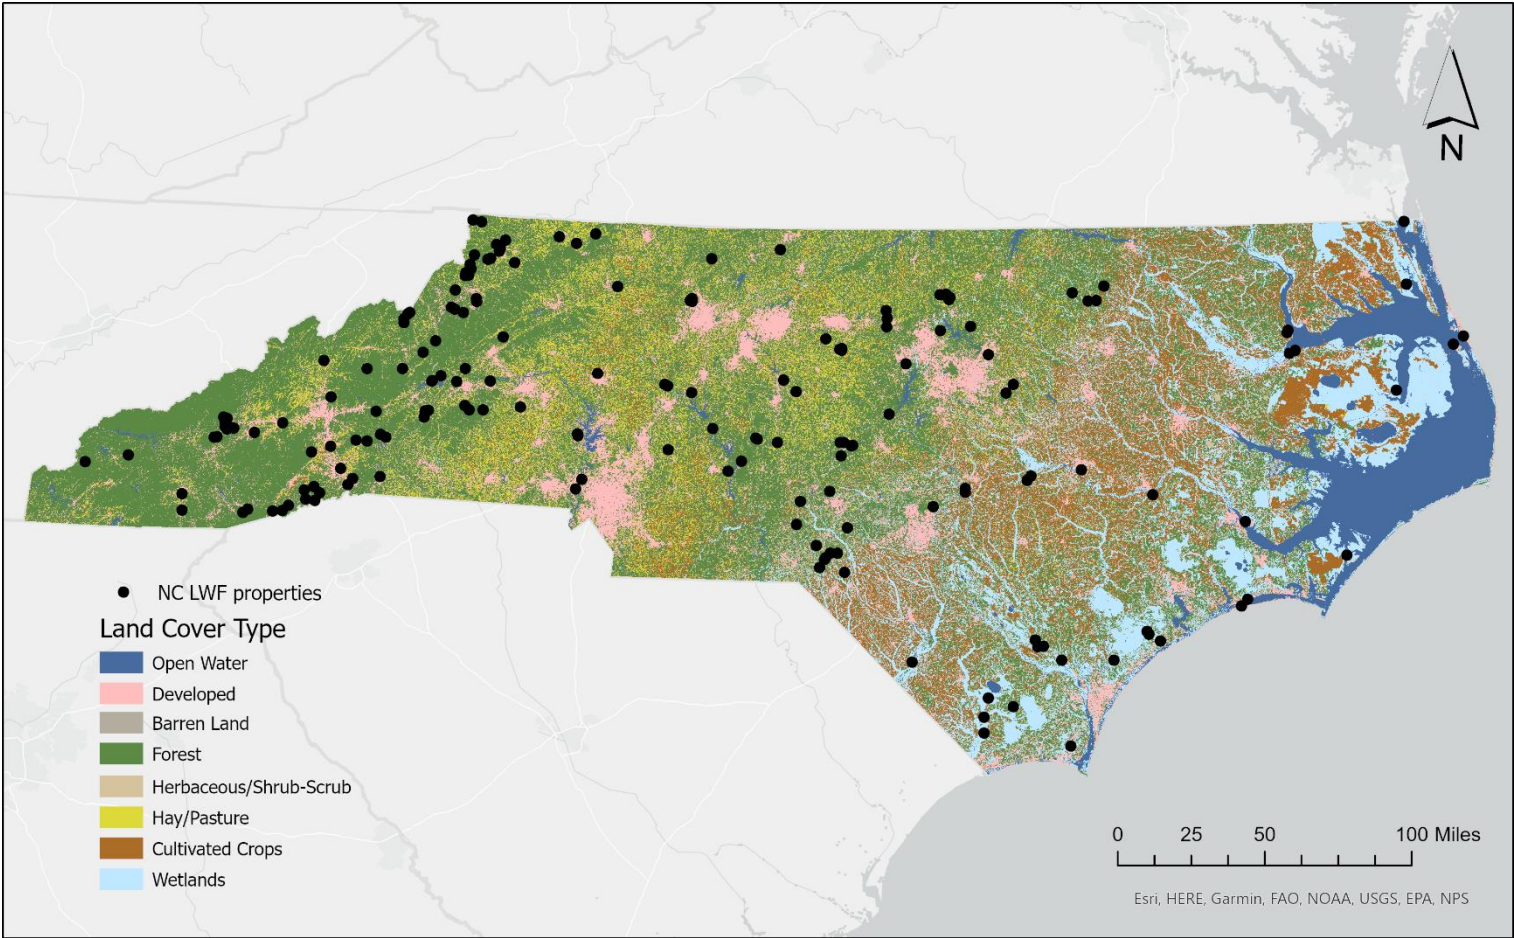 N
NC LWF properties
Land Cover Type
Open Water
Developed
Barren Land
Forest
Herbaceous/Shrub-Scrub
Hay/Pasture
Cultivated Crops
Wetlands
0 25 50 100 Miles
Esri, HERE, Garmin, FAO, NOAA, USGS, EPA, NPS